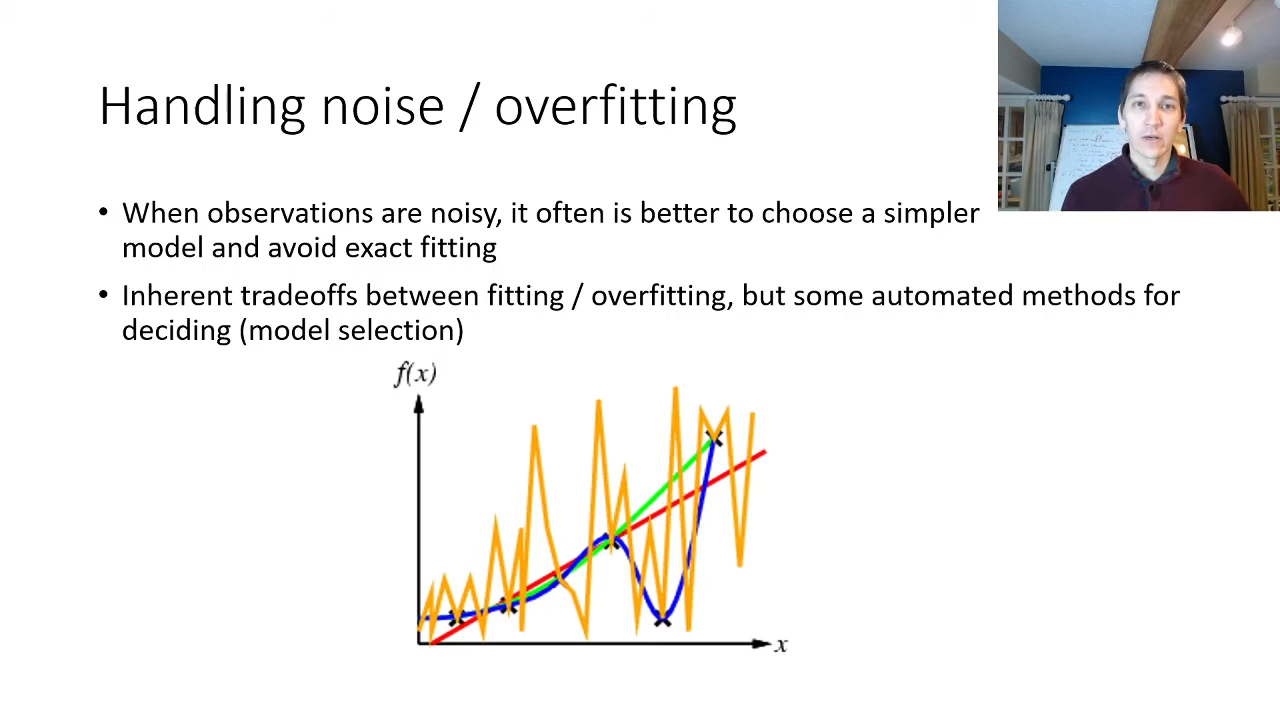 Handling noise / overfitting
• When observations are noisy, it often is better to choose a simpler
model and avoid exact fitting
• Inherent tradeoffs between fitting / overfitting, but some automated methods for
deciding (model selection)
f(x)
x